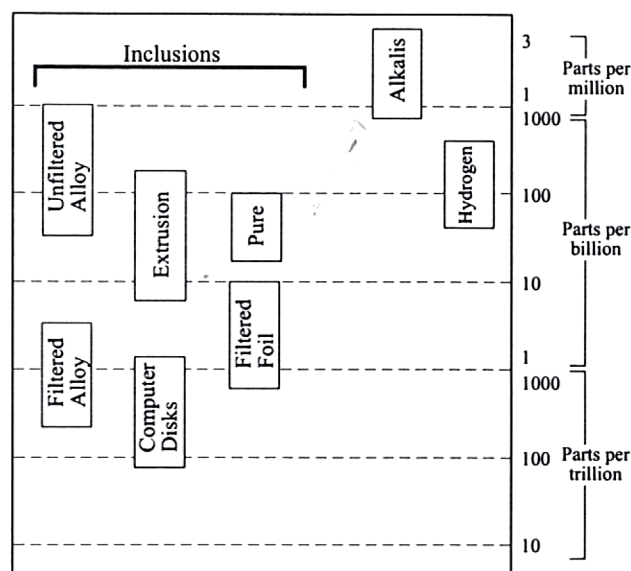 Inclusions
Unfiltered
Alloy
Extrusion
Pure
Alkalis
Hydrogen
Filtered
Alloy
Computer
Disks
Filtered
Foil
3
1
1000
100
10
1
1000
100
10
Parts per
million
Parts per
billion
Parts per
trillion